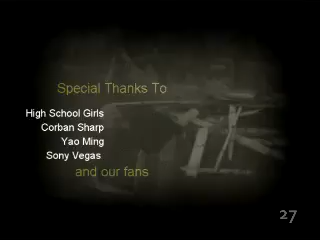 Special Thanks To
High School Girls
Corban Sharp
Yao Ming
Sony Vegas
and our fans
27